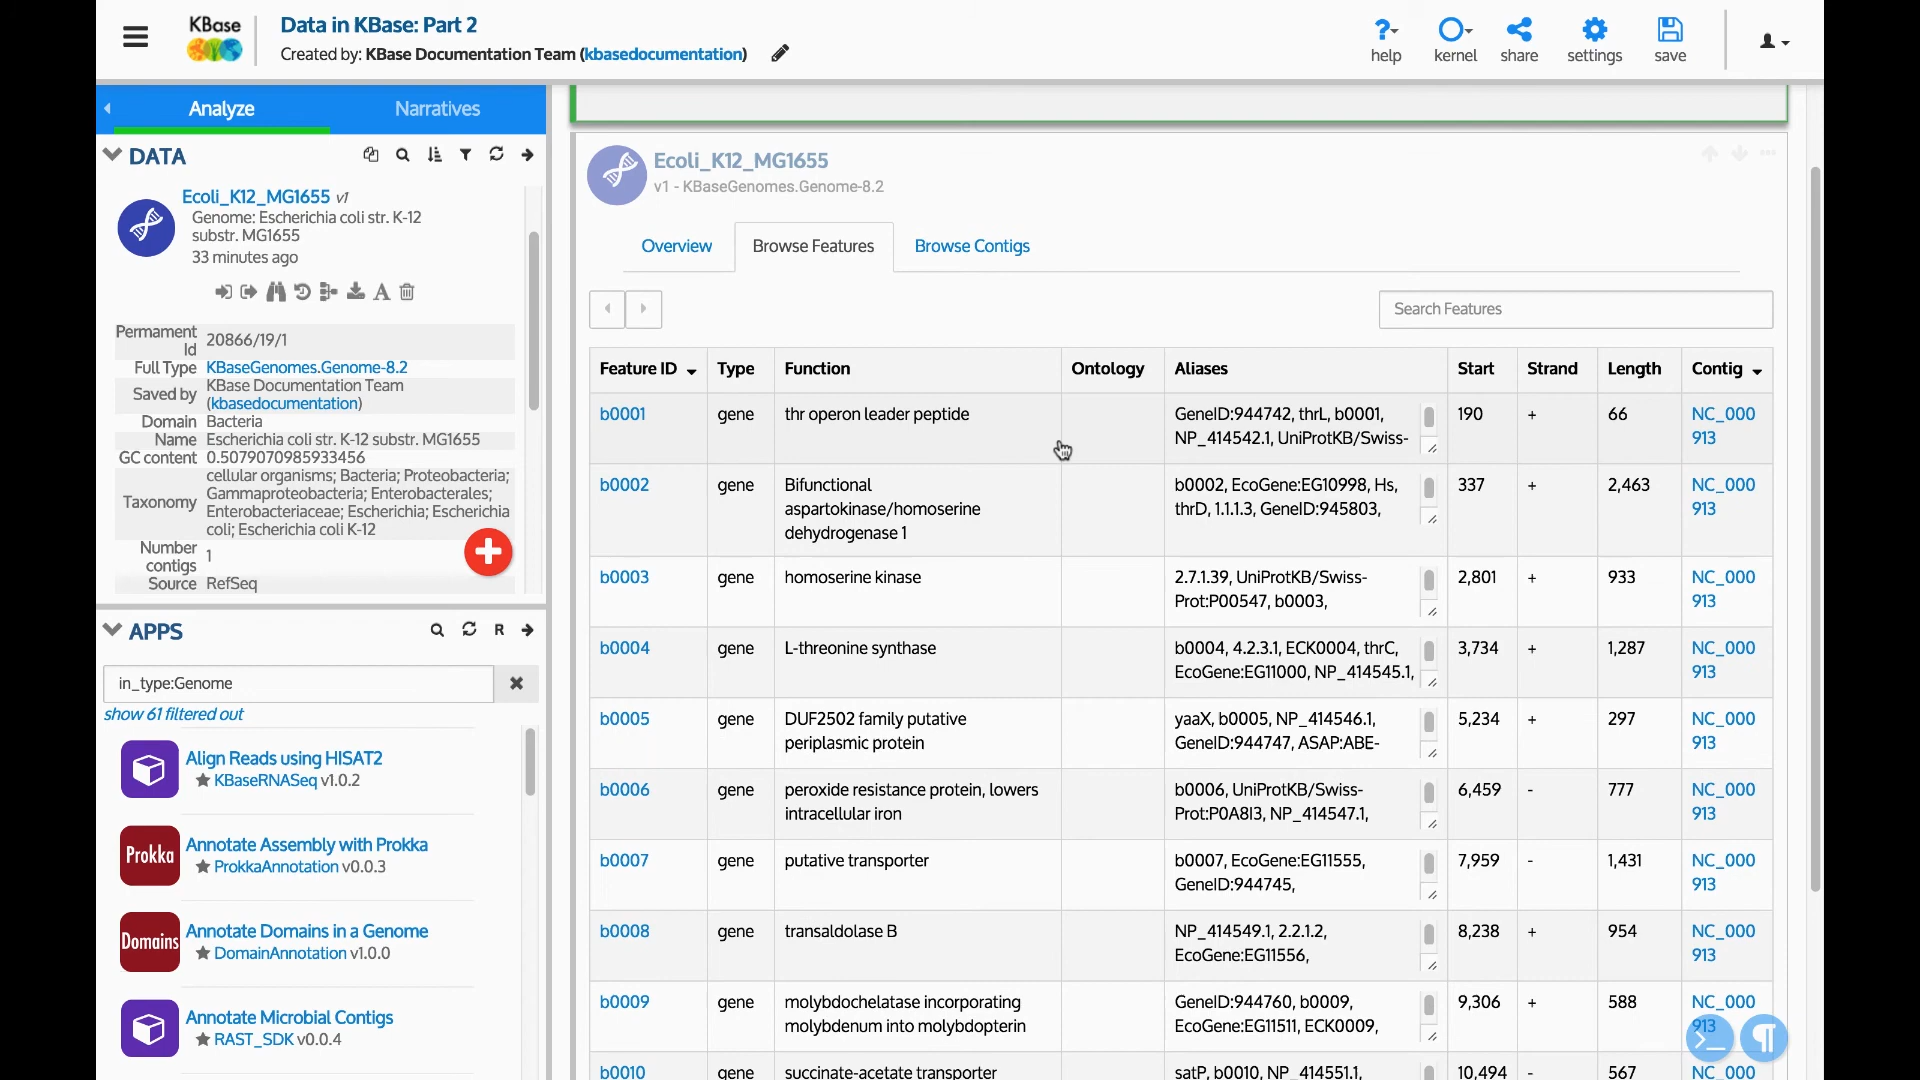 KBase
Data in KBase: Part 2
Created by: KBase Documentation Team (kbasedocumentation)
help
kernel
share
settings
save
Analyze
Narratives
DATA
Ecoli_K12_MG1655 v1
Genome: Escherichia coli str. K-12
substr. MG1655
33 minutes ago
Permament
Id
20866/19/1
Full Type KBaseGenomes.Genome-8.2
Saved by
KBase Documentation Team
(kbasedocumentation)
Domain Bacteria
Name Escherichia coli str. K-12 substr. MG1655
GC content 0.5079070985933456
Taxonomy
cellular organisms; Bacteria; Proteobacteria;
Gammaproteobacteria; Enterobacterales;
Enterobacteriaceae; Escherichia; Escherichia
coli; Escherichia coli K-12
Number
contigs
1
Source RefSeq
APPS
R
in_type:Genome
show 61 filtered out
Align Reads using HISAT2
KBaseRNASeq v1.0.2
Prokka
Annotate Assembly with Prokka
ProkkaAnnotation v0.0.3
Domains
Annotate Domains in a Genome
DomainAnnotation v1.0.0
Annotate Microbial Contigs
RAST_SDK v0.0.4
Ecoli_K12_MG1655
v1 - KBaseGenomes.Genome-8.2
Overview
Browse Features
Browse Contigs
Search Features
Feature ID Type Function Ontology Aliases Start Strand Length Contig
b0001 gene thr operon leader peptide GeneID:944742, thrL, b0001, 190 + 66 NC_000
NP_414542.1, UniProtKB/Swiss- 913
b0002 gene Bifunctional b0002, EcoGene:EG10998, Hs, 337 + 2,463 NC_000
aspartokinase/homoserine thrD, 1.1.1.3, GeneID:945803, 913
dehydrogenase 1
b0003 gene homoserine kinase 2.7.1.39, UniProtKB/Swiss- 2,801 + 933 NC_000
Prot:P00547, b0003, 913
b0004 gene L-threonine synthase b0004, 4.2.3.1, ECK0004, thrC, 3,734 + 1,287 NC_000
EcoGene:EG11000, NP_414545.1, 913
b0005 gene DUF2502 family putative yaaX, b0005, NP_414546.1, 5,234 + 297 NC_000
periplasmic protein GeneID:944747, ASAP:ABE- 913
b0006 gene peroxide resistance protein, lowers b0006, UniProtKB/Swiss- 6,459 - 777 NC_000
intracellular iron Prot:P0A8I3, NP_414547.1, 913
b0007 gene putative transporter b0007, EcoGene:EG11555, 7,959 - 1,431 NC_000
GeneID:944745, 913
b0008 gene transaldolase B NP_414549.1, 2.2.1.2, 8,238 + 954 NC_000
EcoGene:EG11556, 913
b0009 gene molybdochelatase incorporating GeneID:944760, b0009, 9,306 + 588 NC_000
molybdenum into molybdopterin EcoGene:EG11511, ECK0009, 913
b0010 gene succinate-acetate transporter satP, b0010, NP_414551.1, 10,494 - 567 NC_000